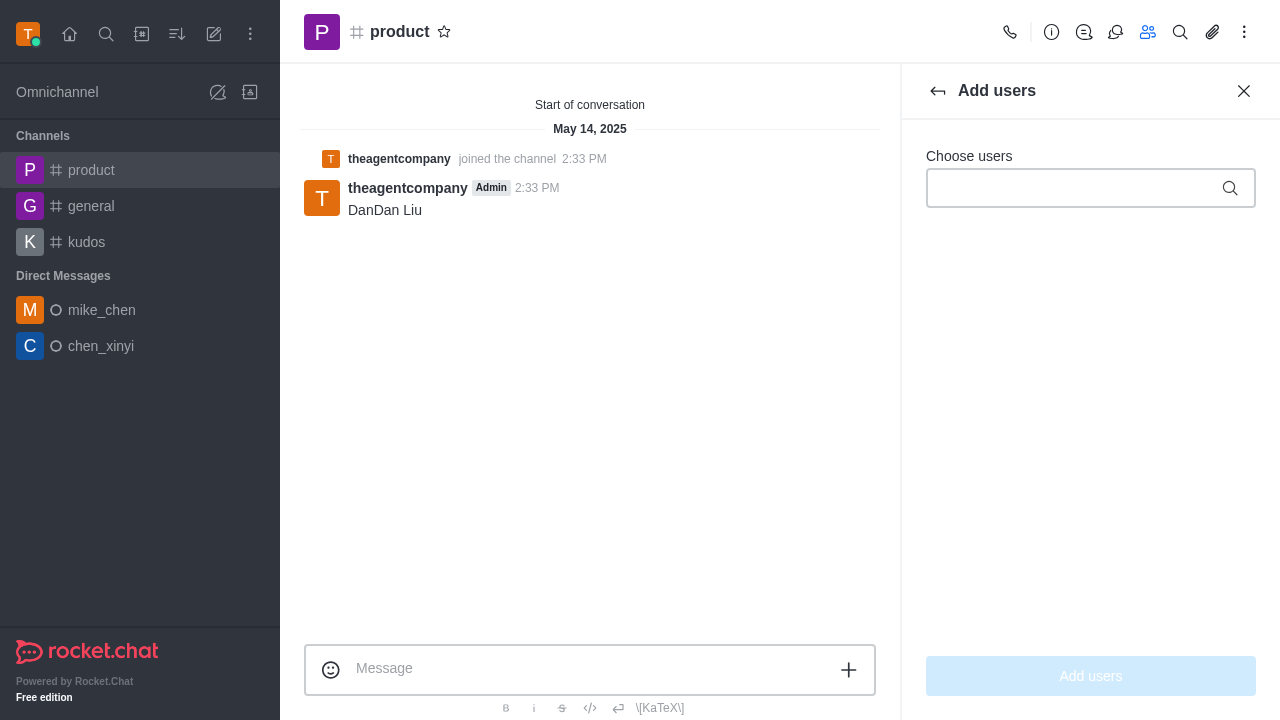 T
Omnichannel
Channels
P product
G general
K kudos
Direct Messages
M mike_chen
C chen_xinyi
rocket.chat
Powered by Rocket.Chat
Free edition
P product
Start of conversation
May 14, 2025
T theagentcompany joined the channel 2:33 PM
T theagentcompany Admin 2:33 PM
DanDan Liu
Message
B i S </> \[KaTeX\]
Add users
Choose users
Add users